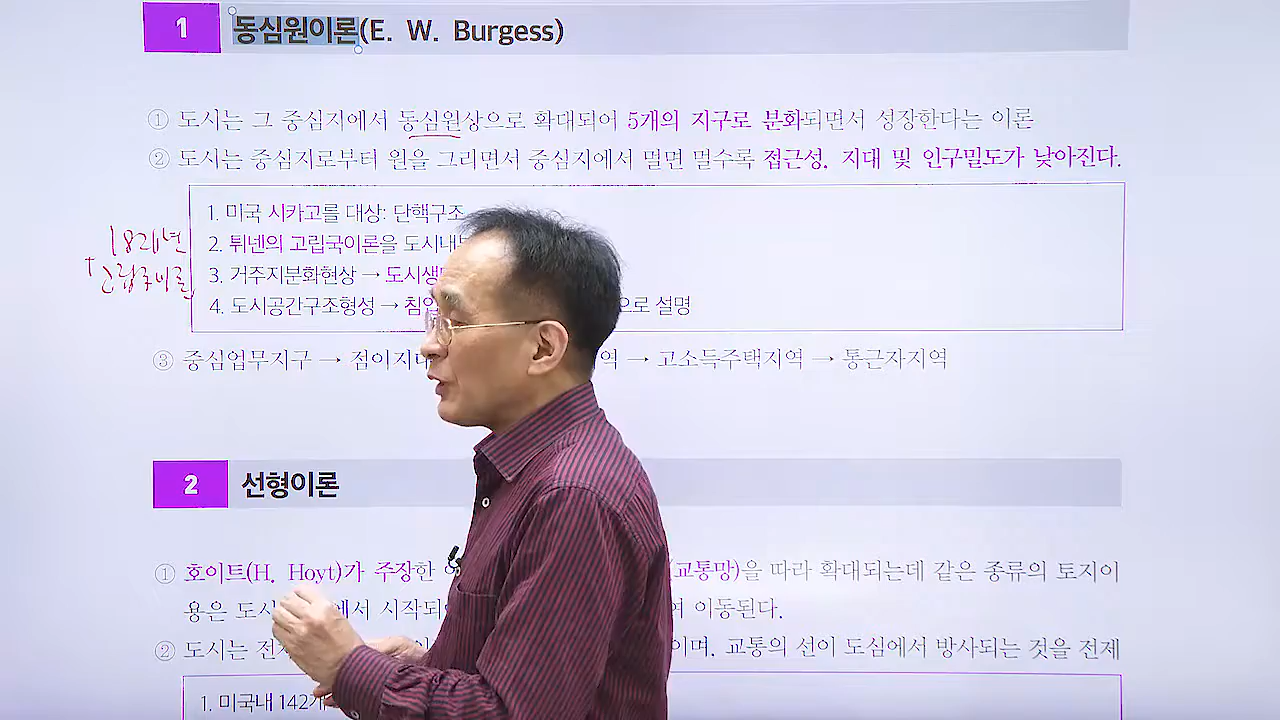 1 동심원이론(E. W. Burgess)
① 도시는 그 중심지에서 동심원상으로 확대되어 5개의 지구로 분화되면서 성장한다는 이론
② 도시는 중심지로부터 원을 그리면서 중심지에서 멀면 멀수록 접근성, 지대 및 인구밀도가 낮아진다.
1. 미국 시카고를 대상: 단핵구조
1826년
2. 튀넨의 고립국이론을 도시내
고립국이론
3. 거주지분화현상 → 도시생
4. 도시공간구조형성 → 침입 으로 설명
③ 중심업무지구 → 점이지대 역 → 고소득주택지역 → 통근자지역
2 선형이론
① 호이트(H. Hoyt)가 주장한 (교통망)을 따라 확대되는데 같은 종류의 토지이
용은 도시 에서 시작되 여 이동된다.
② 도시는 전 이며, 교통의 선이 도심에서 방사되는 것을 전제
1. 미국내 142개